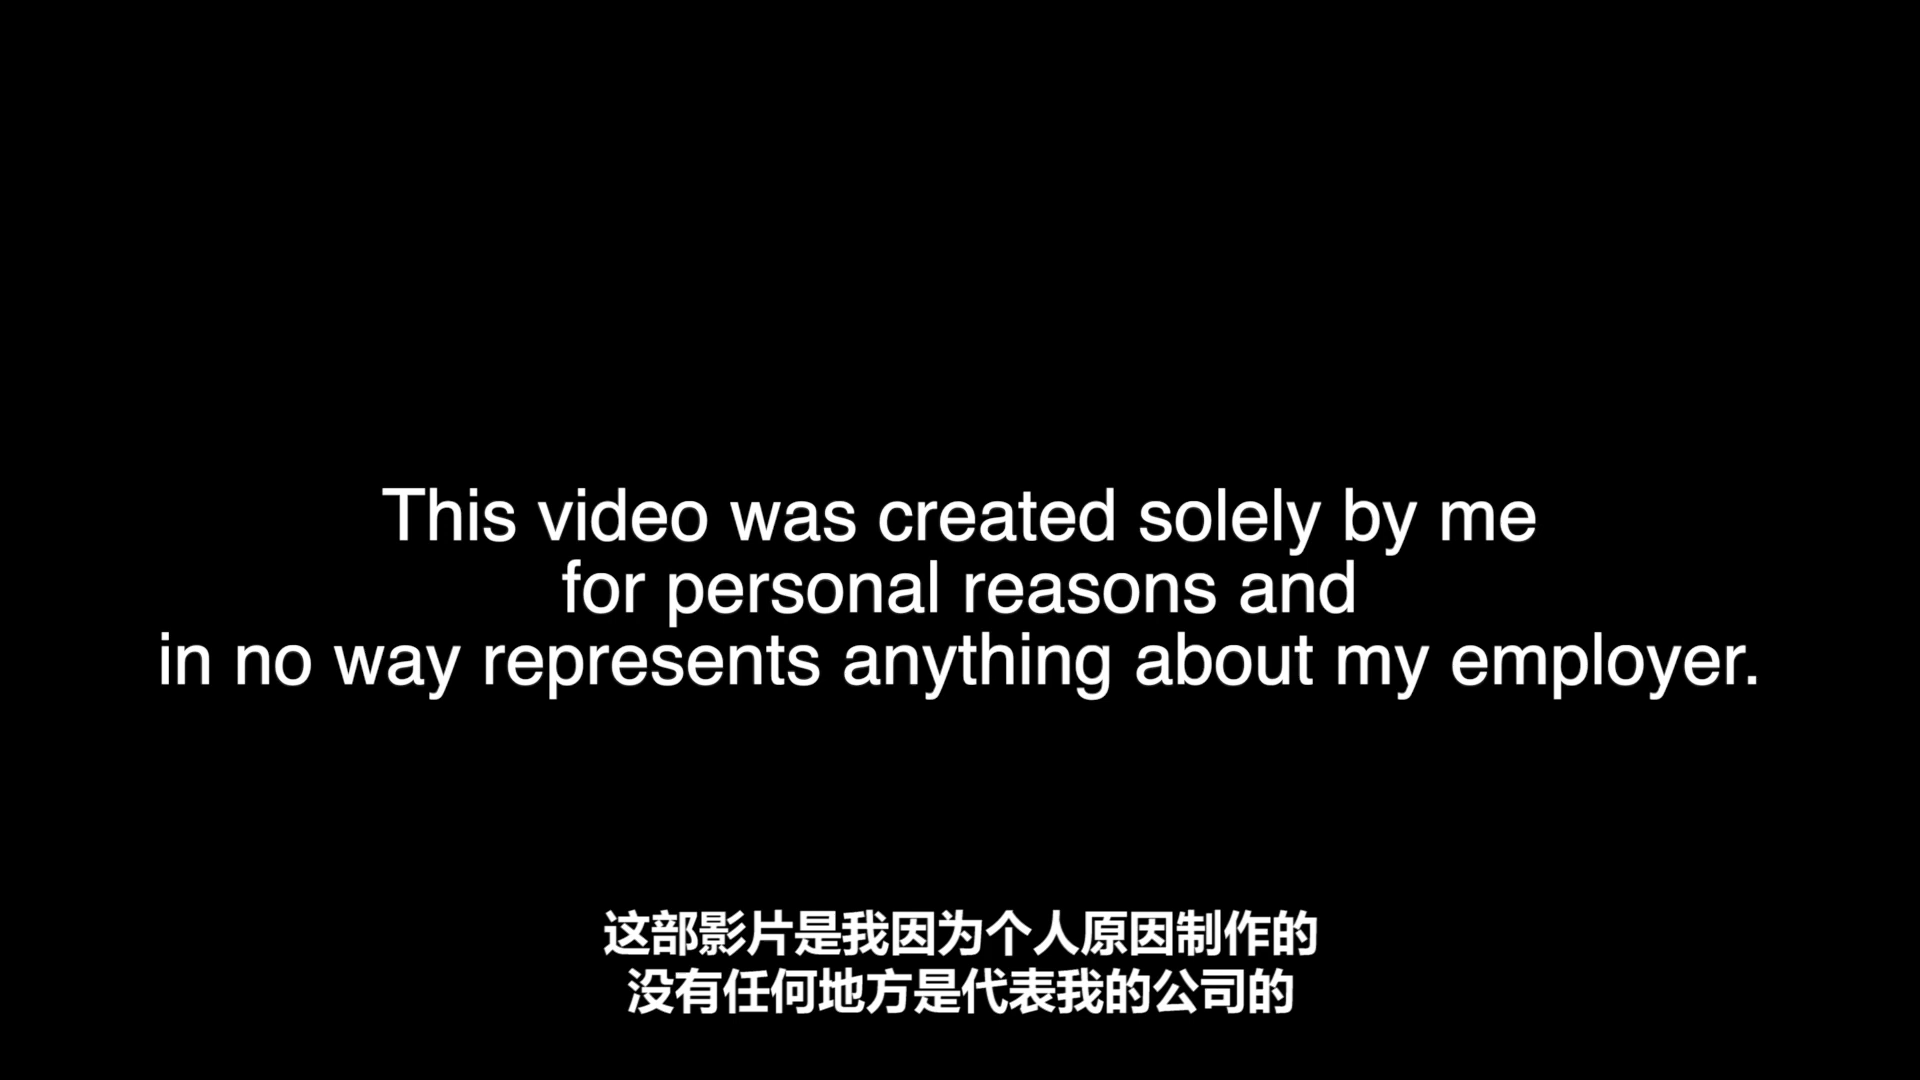 This video was created solely by me
for personal reasons and
in no way represents anything about my employer.
这部影片是我因为个人原因制作的
没有任何地方是代表我的公司的